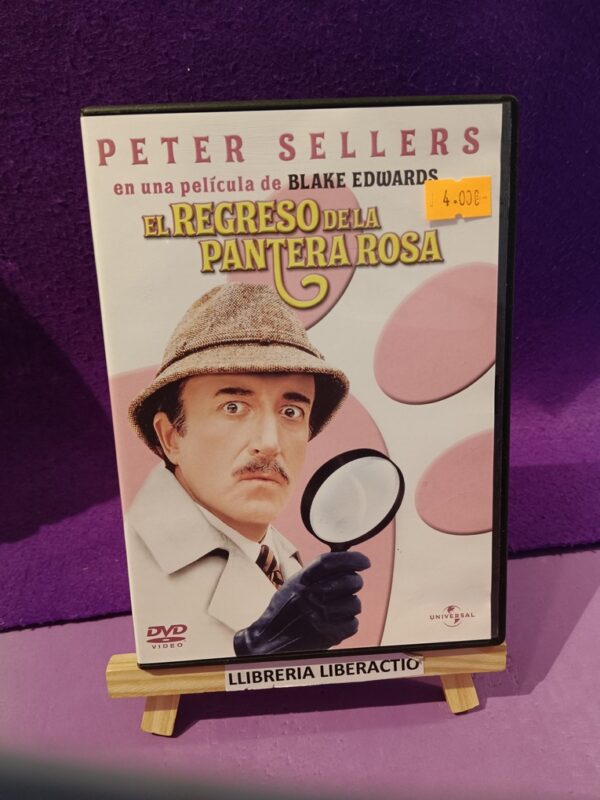 PETER SELLERS
en una película de BLAKE EDWARDS
4.00€
EL REGRESO DE LA
PANTERA ROSA
DVD
VIDEO
UNIVERSAL
LLIBRERIA LIBERACTIO